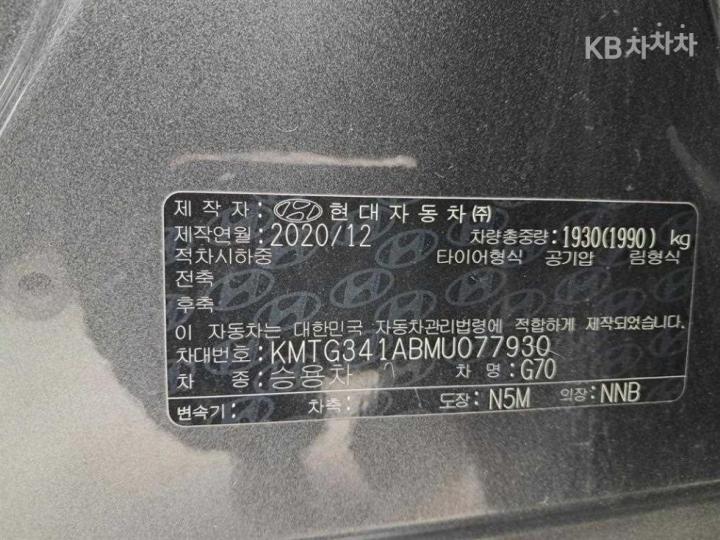 KB차차차
제 작 자 : 현대자동차㈜
제작연월: 2020/12 차량총중량: 1930(1990) kg
적차시하중 타이어형식 공기압 림형식
전축
후축
이 자동차는 대한민국 자동차관리법령에 적합하게 제작되었습니다
차대번호: KMTG341ABMU077930
차 종: 승용차 차 명: G70
변속기: 차축: 도장: N5M 의장: NNB